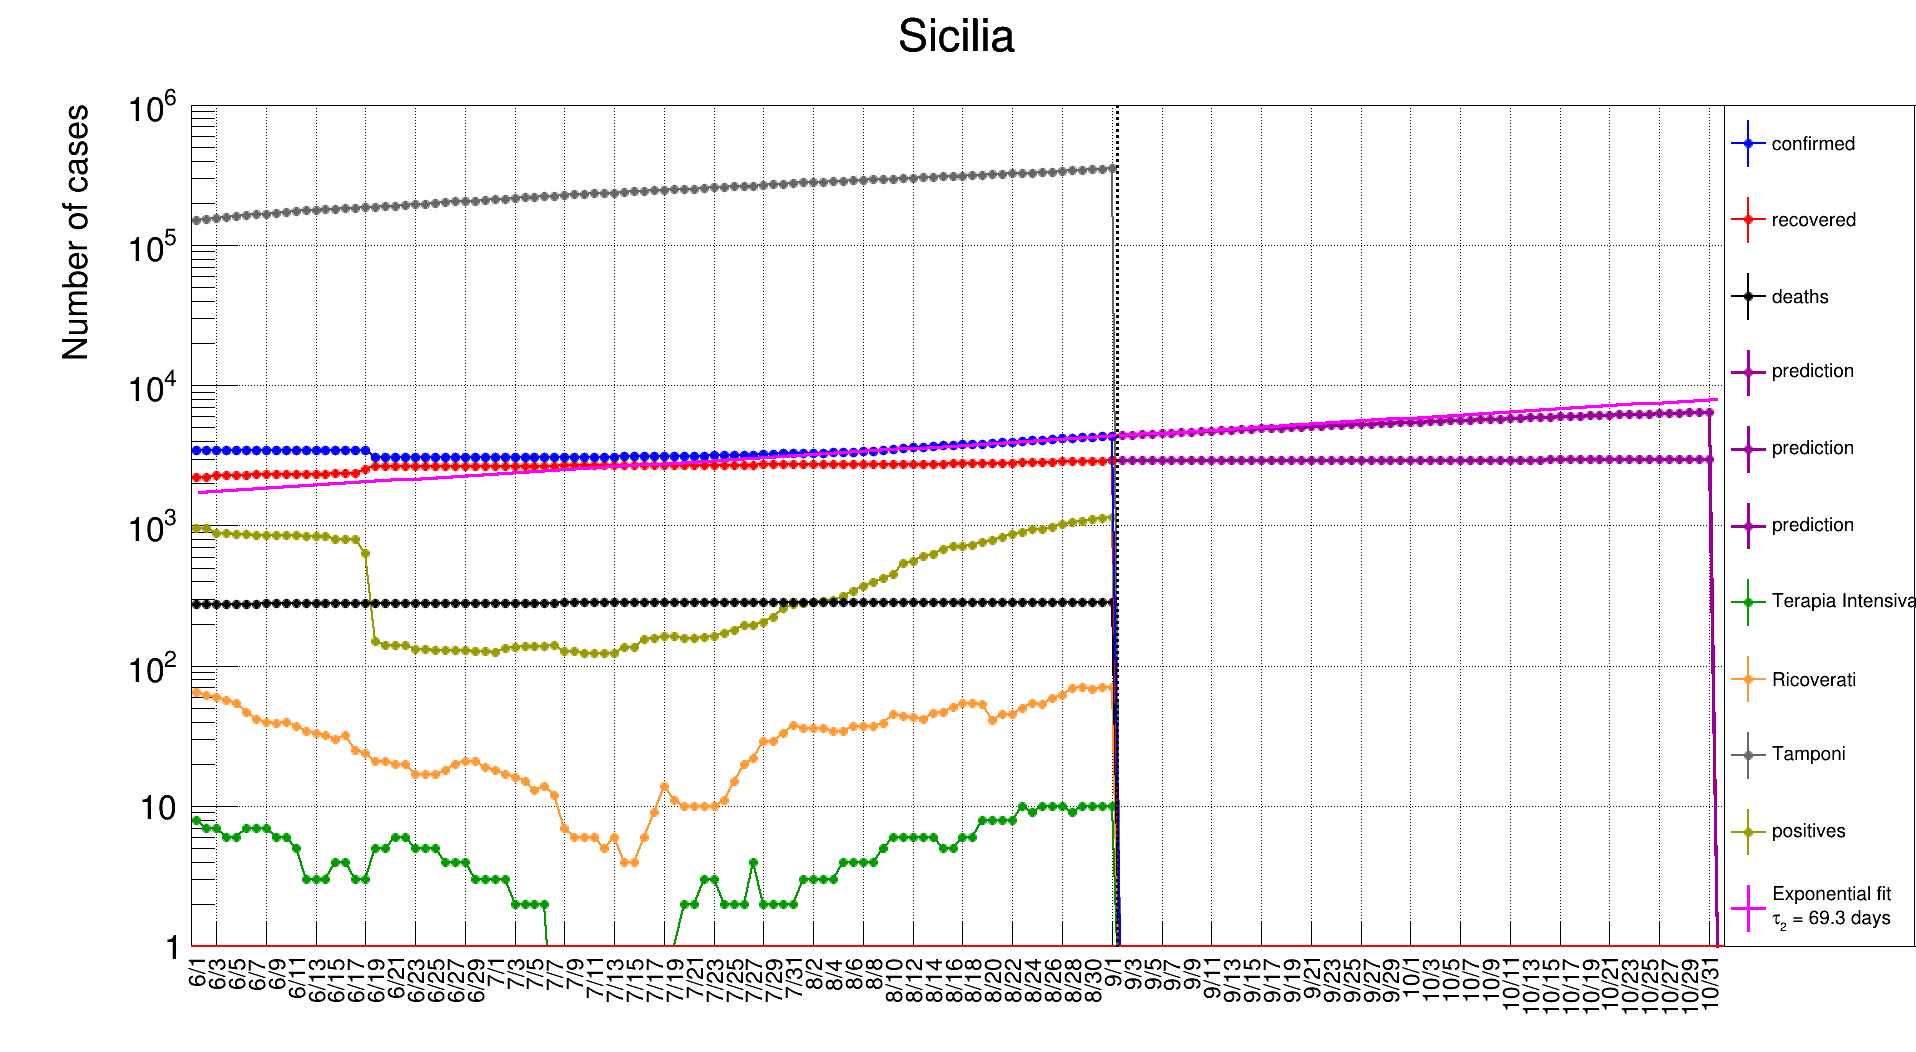 Sicilia
Number of cases
10^6
10^5
10^4
10^3
10^2
10
1
6/1 6/3 6/5 6/7 6/9 6/11 6/13 6/15 6/17 6/19 6/21 6/23 6/25 6/27 6/29 7/1 7/3 7/5 7/7 7/9 7/11 7/13 7/15 7/17 7/19 7/21 7/23 7/25 7/27 7/29 7/31 8/2 8/4 8/6 8/8 8/10 8/12 8/14 8/16 8/18 8/20 8/22 8/24 8/26 8/28 8/30 9/1 9/3 9/5 9/7 9/9 9/11 9/13 9/15 9/17 9/19 9/21 9/23 9/25 9/27 9/29 10/1 10/3 10/5 10/7 10/9 10/11 10/13 10/15 10/17 10/19 10/21 10/23 10/25 10/27 10/29 10/31
confirmed
recovered
deaths
prediction
prediction
prediction
Terapia Intensiva
Ricoverati
Tamponi
positives
Exponential fit
τ₂ = 69.3 days